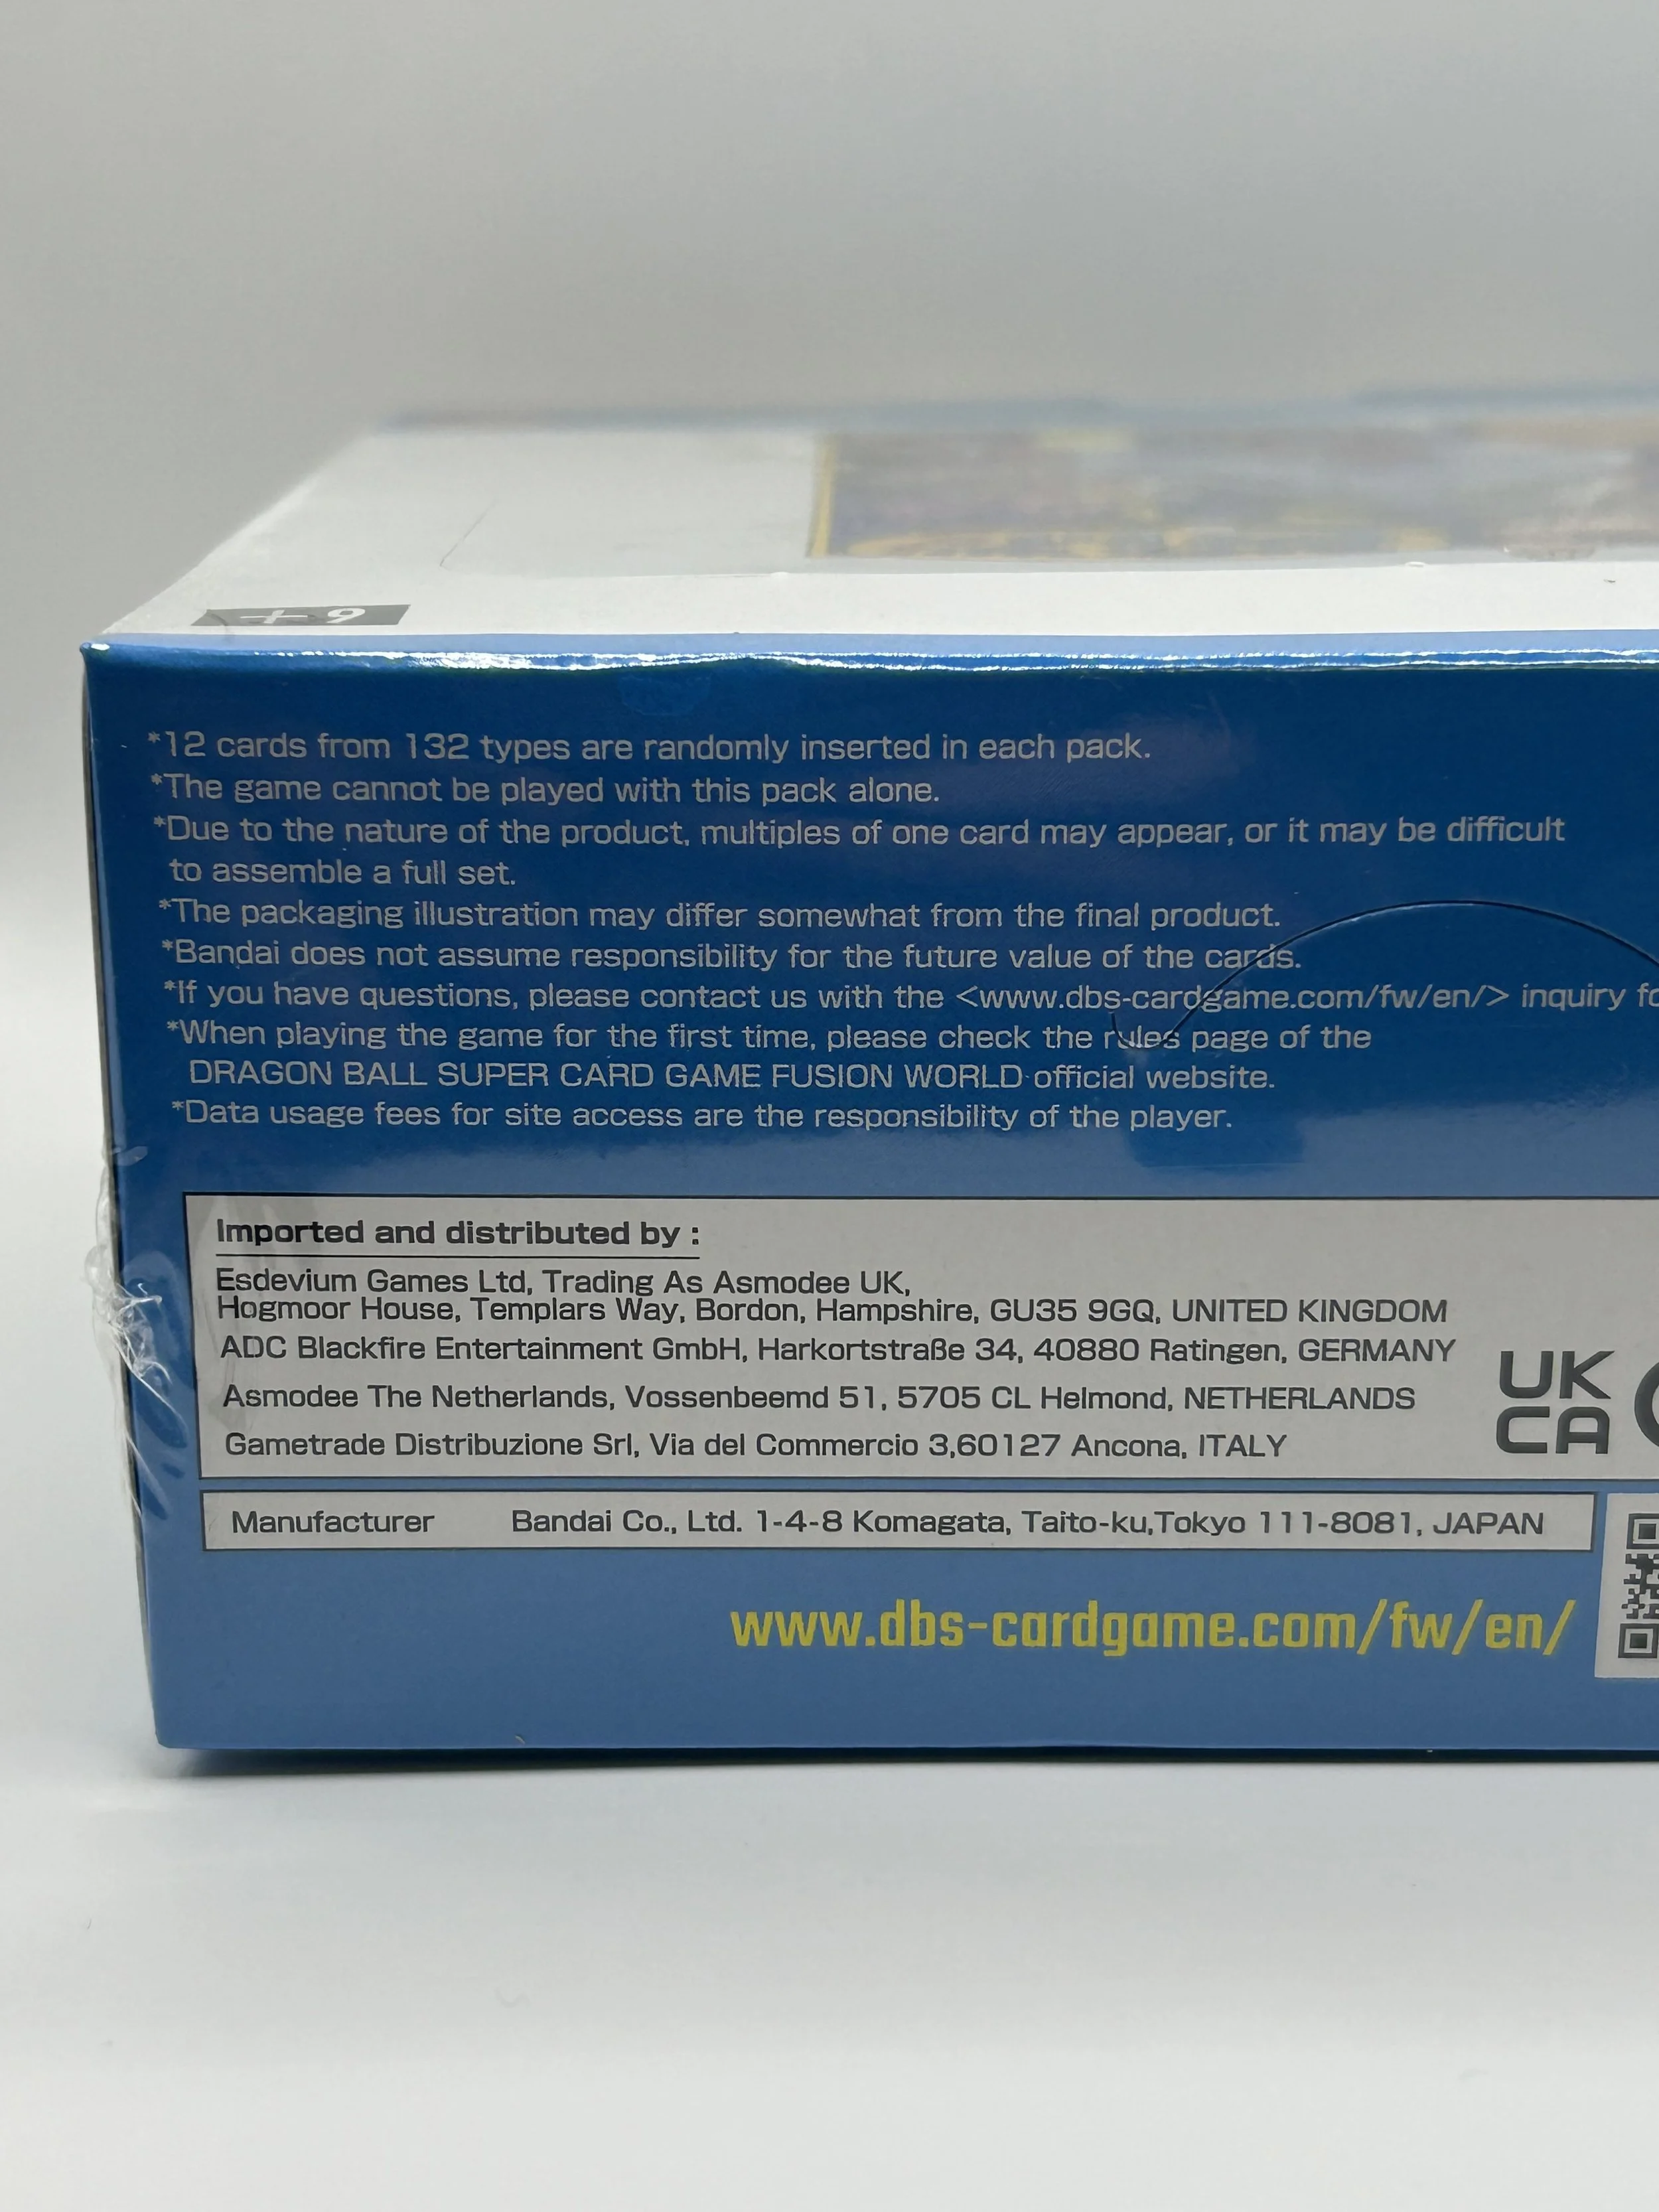 +9
*12 cards from 132 types are randomly inserted in each pack.
*The game cannot be played with this pack alone.
*Due to the nature of the product, multiples of one card may appear, or it may be difficult
to assemble a full set.
*The packaging illustration may differ somewhat from the final product.
*Bandai does not assume responsibility for the future value of the cards.
*If you have questions, please contact us with the <www.dbs-cardgame.com/fw/en/> inquiry
*When playing the game for the first time, please check the rules page of the
DRAGON BALL SUPER CARD GAME FUSION WORLD official website.
*Data usage fees for site access are the responsibility of the player.
Imported and distributed by :
Esdevium Games Ltd, Trading As Asmodee UK,
Hogmoor House, Templars Way, Bordon, Hampshire, GU35 9GQ, UNITED KINGDOM
ADC Blackfire Entertainment GmbH, Harkortstraße 34, 40880 Ratingen, GERMANY
Asmodee The Netherlands, Vossenbeemd 51, 5705 CL Helmond, NETHERLANDS
Gametrade Distribuzione Srl, Via del Commercio 3,60127 Ancona, ITALY
UK
CA
Manufacturer Bandai Co., Ltd. 1-4-8 Komagata, Taito-ku,Tokyo 111-8081, JAPAN
www.dbs-cardgame.com/fw/en/